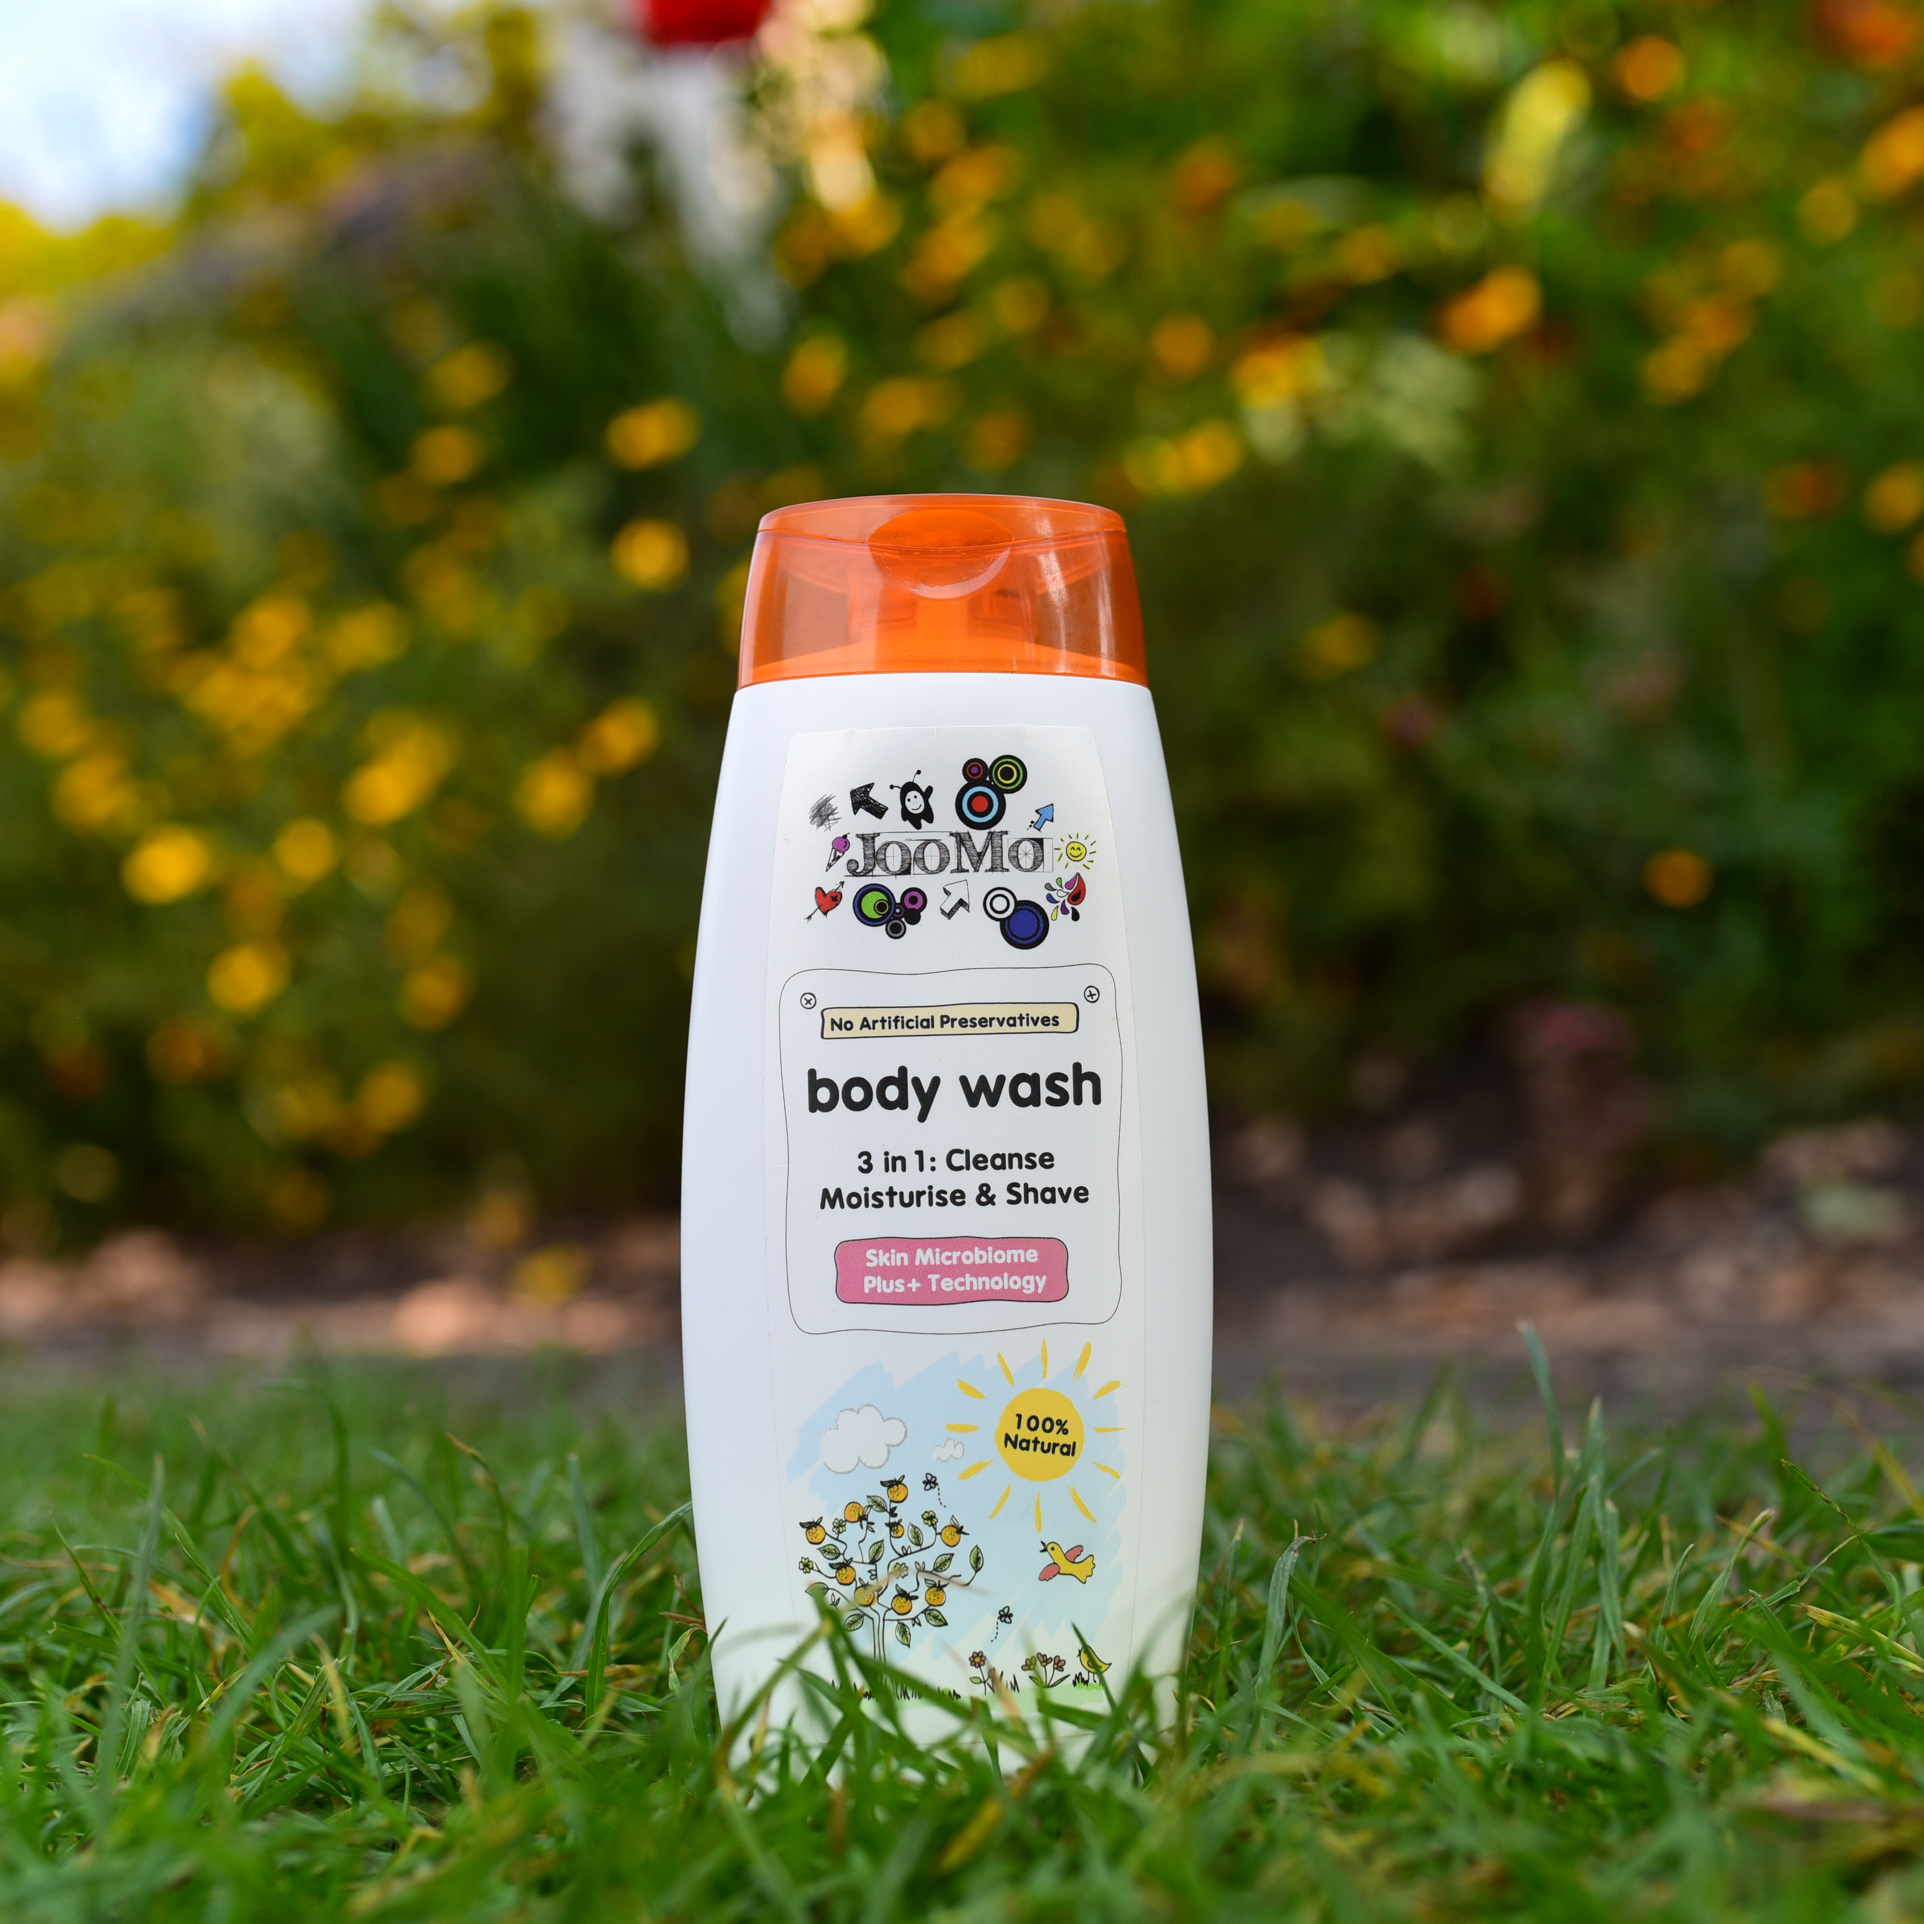 JooMo
No Artificial Preservatives
body wash
3 in 1: Cleanse
Moisturise & Shave
Skin Microbiome
Plus+ Technology
100%
Natural